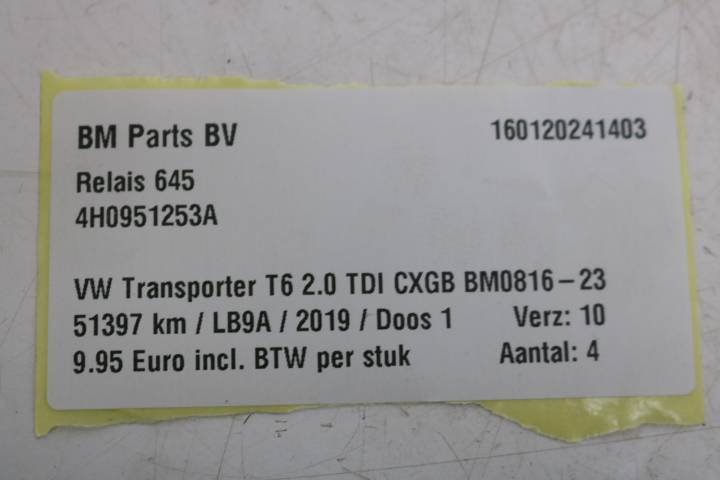 BM Parts BV 160120241403
Relais 645
4H0951253A
VW Transporter T6 2.0 TDI CXGB BM0816-23
51397 km / LB9A / 2019 / Doos 1 Verz: 10
9.95 Euro incl. BTW per stuk Aantal: 4